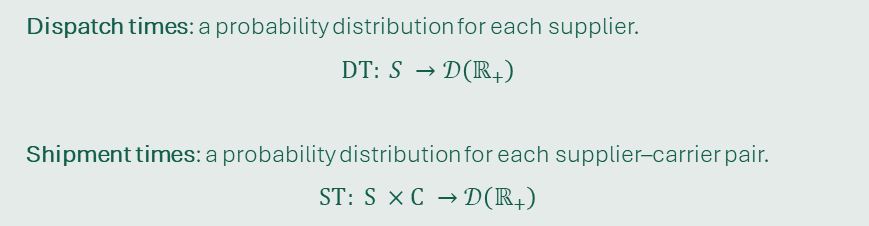 Dispatch times: a probability distribution for each supplier.
DT: 𝑆 → 𝒟(ℝ₊)
Shipment times: a probability distribution for each supplier–carrier pair.
ST: S × C → 𝒟(ℝ₊)